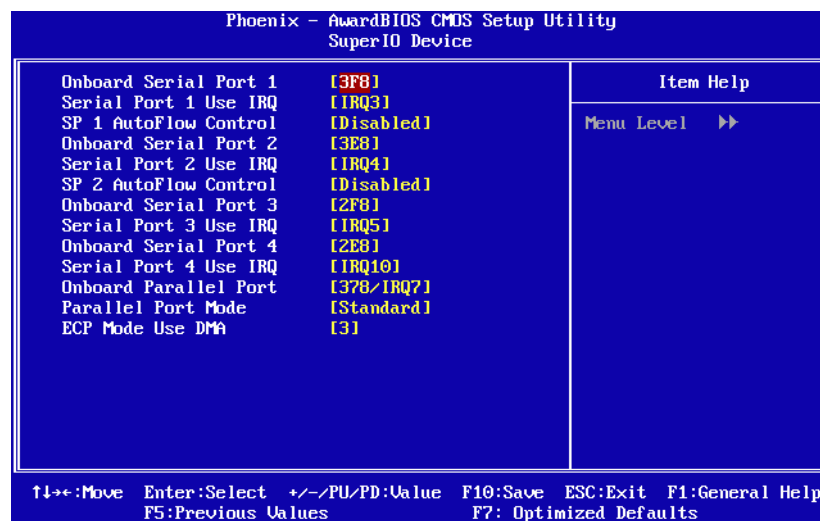 Phoenix - AwardBIOS CMOS Setup Utility
SuperIO Device
Onboard Serial Port 1 [3F8]
Serial Port 1 Use IRQ [IRQ3]
SP 1 AutoFlow Control [Disabled]
Onboard Serial Port 2 [3E8]
Serial Port 2 Use IRQ [IRQ4]
SP 2 AutoFlow Control [Disabled]
Onboard Serial Port 3 [2F8]
Serial Port 3 Use IRQ [IRQ5]
Onboard Serial Port 4 [2E8]
Serial Port 4 Use IRQ [IRQ10]
Onboard Parallel Port [378/IRQ7]
Parallel Port Mode [Standard]
ECP Mode Use DMA [3]
Item Help
Menu Level ▶▶
↑↓→←:Move Enter:Select +/-/PU/PD:Value F10:Save ESC:Exit F1:General Help
F5:Previous Values F7: Optimized Defaults